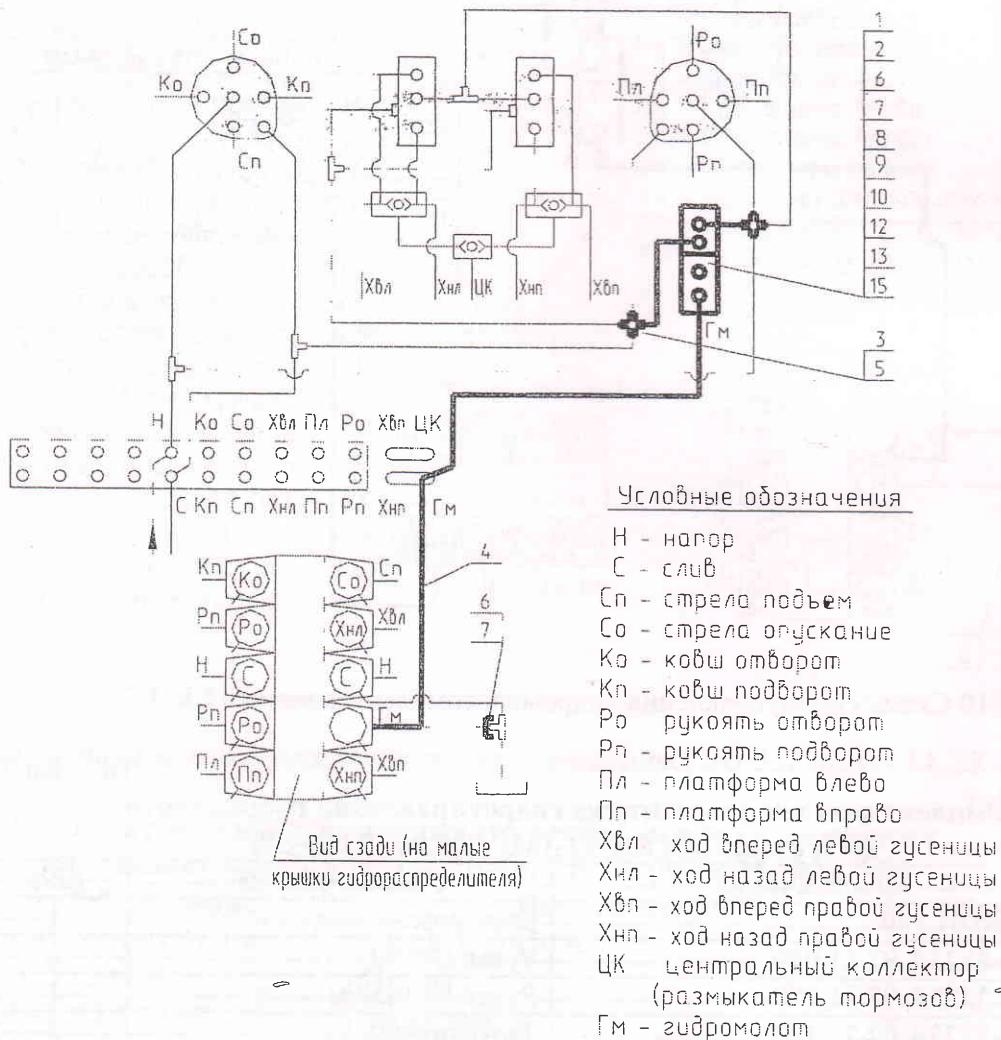 Со
Ко Кп
Сп
Ро
Пл Пп
Рп
1
2
6
7
8
9
10
12
13
15
3
5
Хвл Хнл ЦК Хнп Хвп
Гм
Н Ко Со Хвл Пл Ро Хвп ЦК
С Кп Сп Хнл Пп Рп Хнп Гм
Кп Ко Со Сп
Рп Ро Хнл Хвл
Н С С Н
Рп Ро Гм
Пл Пп Хнп Хвп
4
6
7
Вид сзади (на малые
крышки гидрораспределителя)
Условные обозначения
Н - напор
С - слив
Сп - стрела подъем
Со - стрела опускание
Ко - ковш отворот
Кп - ковш подворот
Ро рукоять отворот
Рп - рукоять подворот
Пл - платформа влево
Пп - платформа вправо
Хвл - ход вперед левой гусеницы
Хнл - ход назад левой гусеницы
Хвп - ход вперед правой гусеницы
Хнп - ход назад правой гусеницы
ЦК центральный коллектор
(размыкатель тормозов)
Гм - гидромолот